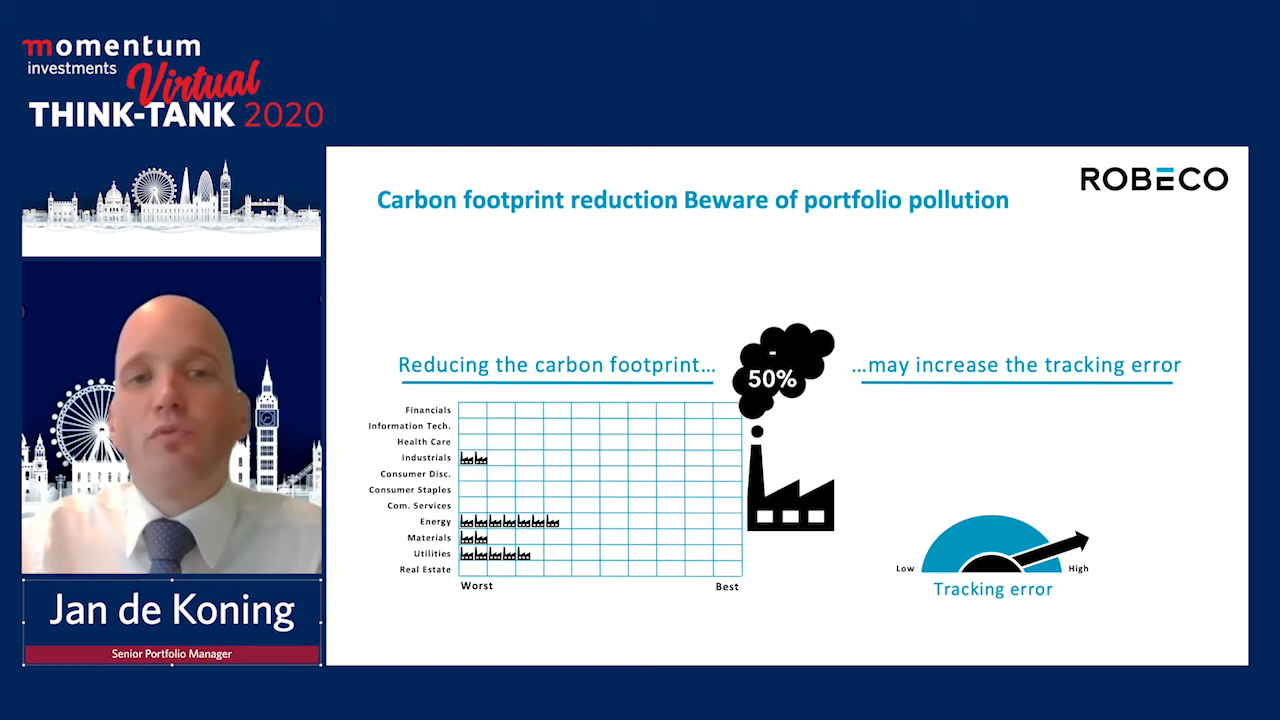 momentum
investments
Virtual
THINK-TANK 2020
ROBECO
Carbon footprint reduction Beware of portfolio pollution
Reducing the carbon footprint...
-
50%
...may increase the tracking error
Financials
Information Tech.
Health Care
Industrials
Consumer Disc.
Consumer Staples
Com. Services
Energy
Materials
Utilities
Real Estate
Worst
Best
Low
High
Tracking error
Jan de Koning
Senior Portfolio Manager